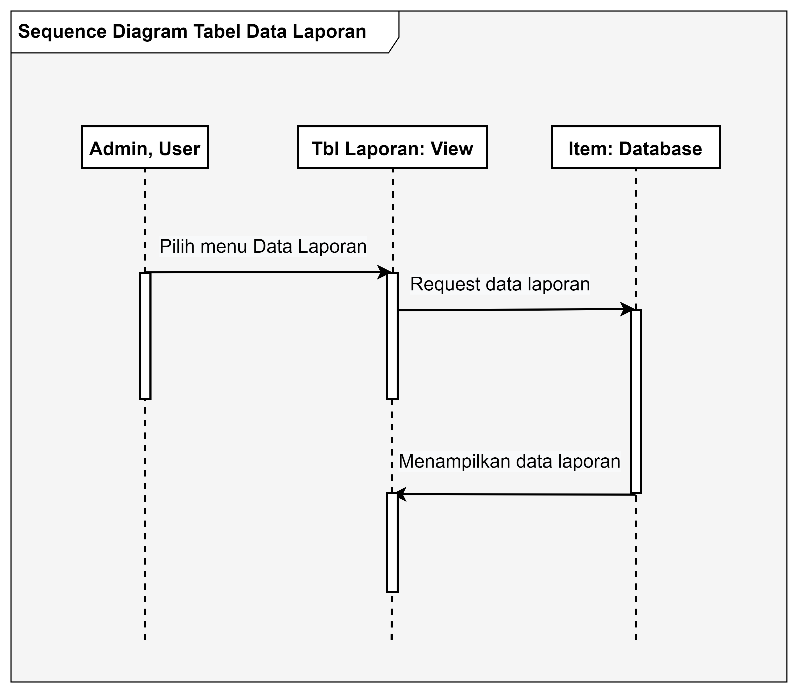 Sequence Diagram Tabel Data Laporan
Admin, User
Tbl Laporan: View
Item: Database
Pilih menu Data Laporan
Request data laporan
Menampilkan data laporan